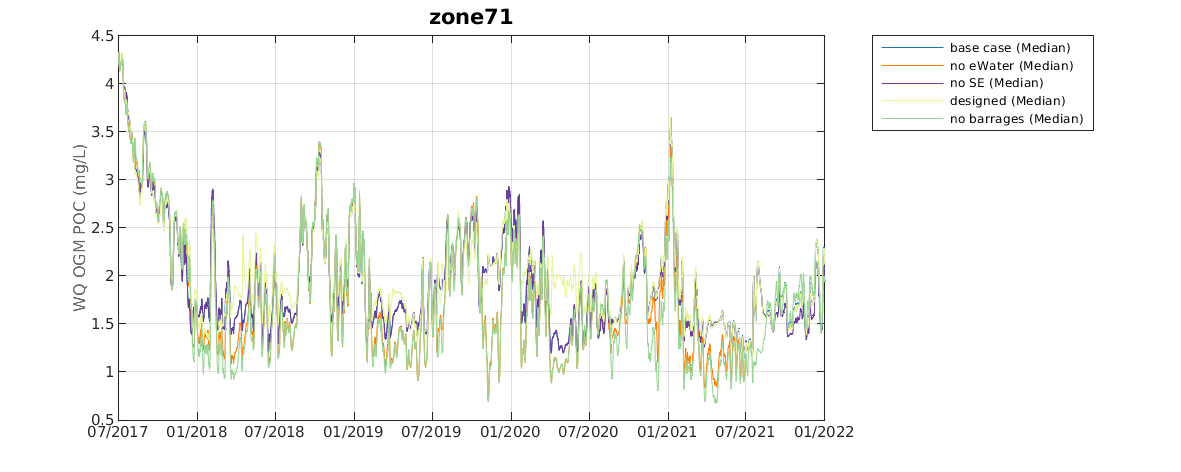 zone71
WQ OGM POC (mg/L)
4.5
4
3.5
3
2.5
2
1.5
1
0.5
07/2017 01/2018 07/2018 01/2019 07/2019 01/2020 07/2020 01/2021 07/2021 01/2022
base case (Median)
no eWater (Median)
no SE (Median)
designed (Median)
no barrages (Median)